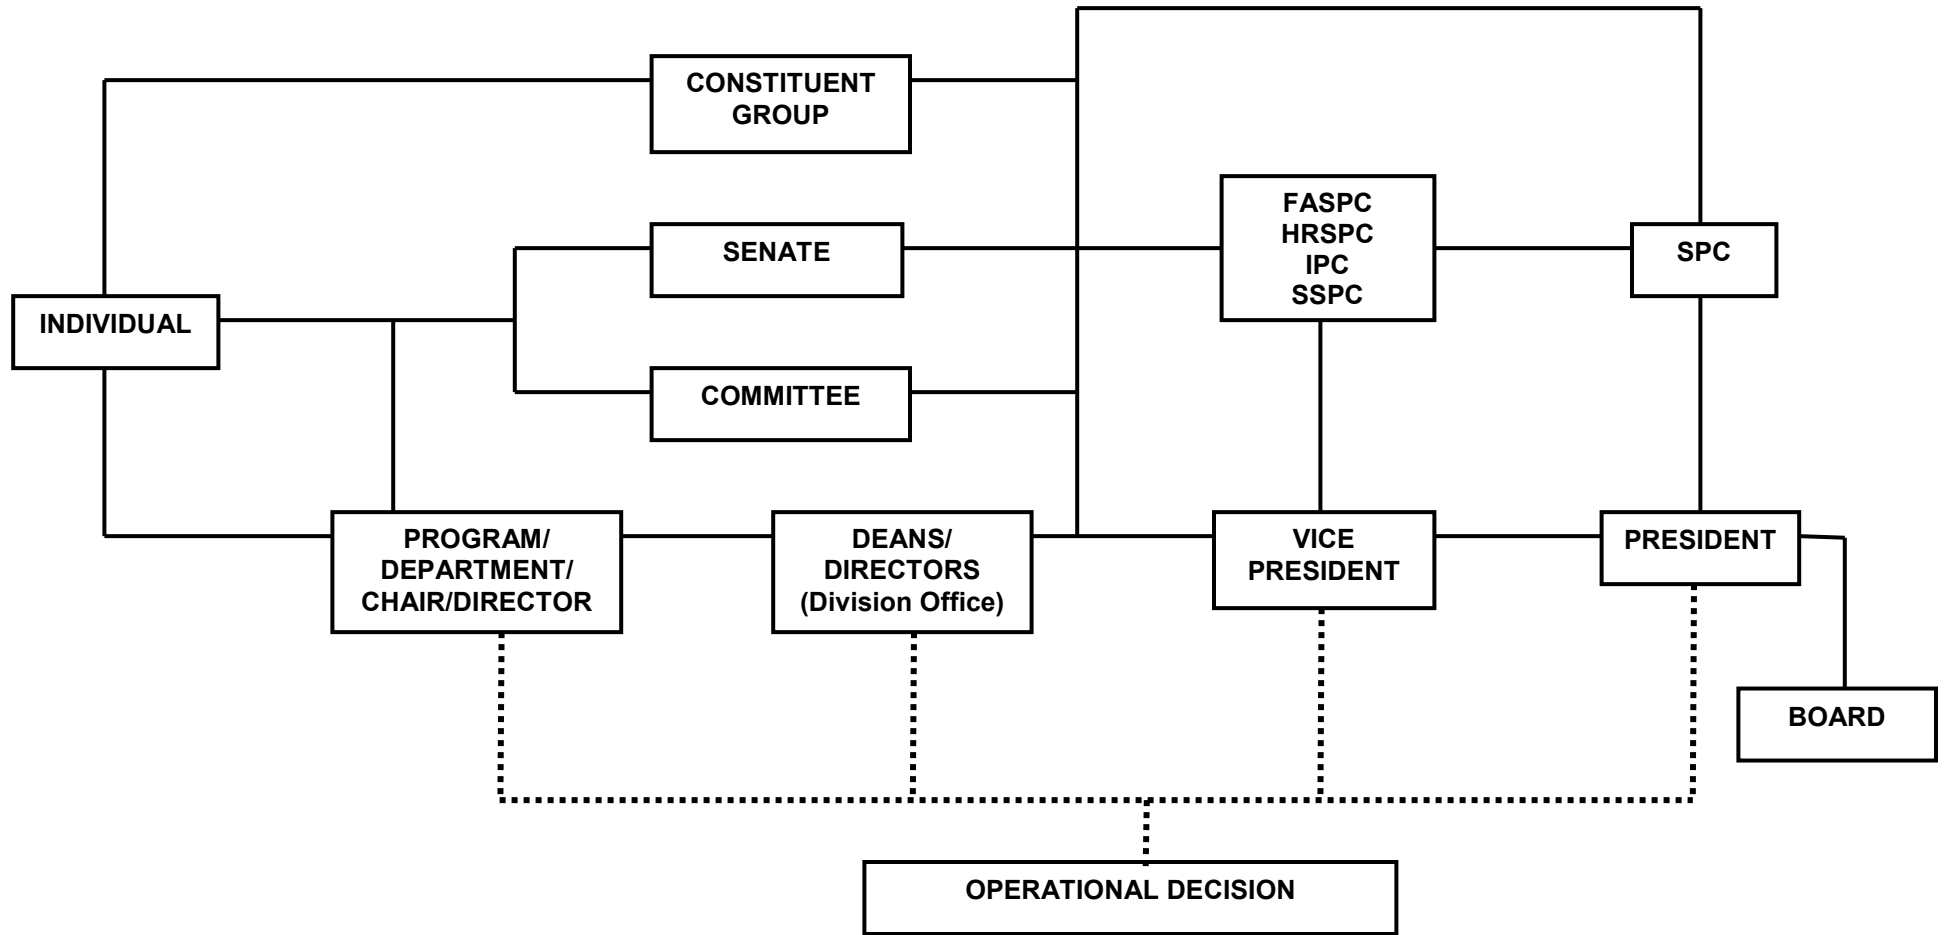 CONSTITUENT
GROUP
FASPC
HRSPC
IPC
SSPC
SENATE
SPC
INDIVIDUAL
COMMITTEE
PROGRAM/
DEPARTMENT/
CHAIR/DIRECTOR
DEANS/
DIRECTORS
(Division Office)
VICE
PRESIDENT
PRESIDENT
BOARD
OPERATIONAL DECISION